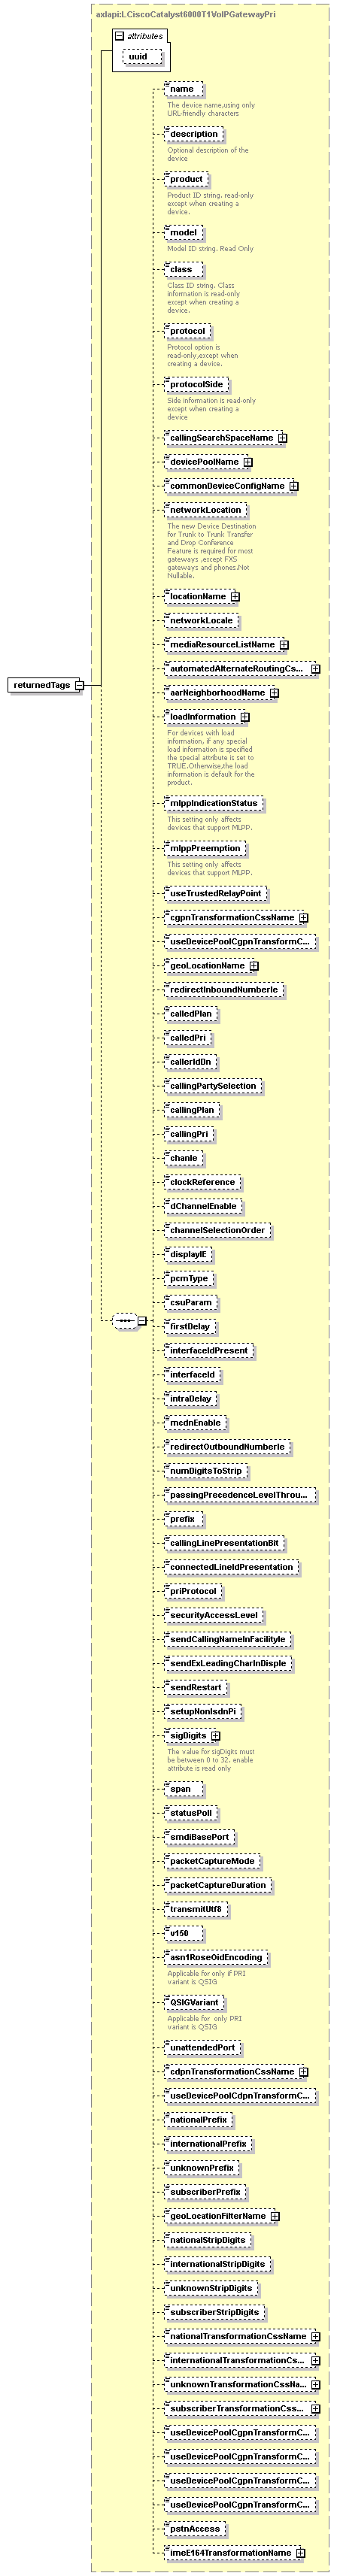 axlapi:LCiscoCatalyst6000T1VoIPGatewayPri
attributes
uuid
name
The device name,using only
URL-friendly characters
description
Optional description of the
device
product
Product ID string. read-only
except when creating a
device.
model
Model ID string. Read Only
class
Class ID string. Class
information is read-only
except when creating a
device.
protocol
Protocol option is
read-only,except when
creating a device.
protocolSide
Side information is read-only
except when creating a
device
callingSearchSpaceName
devicePoolName
commonDeviceConfigName
networkLocation
The new Device Destination
for Trunk to Trunk Transfer
and Drop Conference
Feature is required for most
gateways ,except FXS
gateways and phones.Not
Nullable.
locationName
networkLocale
mediaResourceListName
returnedTags
automatedAlternateRoutingCs...
aarNeighborhoodName
loadInformation
For devices with load
information, if any special
load information is specified
the special attribute is set to
TRUE.Otherwise,the load
information is default for the
product.
mlppIndicationStatus
This setting only affects
devices that support MLPP.
mlppPreemption
This setting only affects
devices that support MLPP.
useTrustedRelayPoint
cgpnTransformationCssName
useDevicePoolCgpnTransformC...
geoLocationName
redirectInboundNumberIe
calledPlan
calledPri
callerIdDn
callingPartySelection
callingPlan
callingPri
chanIe
clockReference
dChannelEnable
channelSelectionOrder
displayIE
pcmType
csuParam
firstDelay
interfaceIdPresent
interfaceId
intraDelay
mcdnEnable
redirectOutboundNumberIe
numDigitsToStrip
passingPrecedenceLevelThrou...
prefix
callingLinePresentationBit
connectedLineIdPresentation
priProtocol
securityAccessLevel
sendCallingNameInFacilityIe
sendExLeadingCharInDispIe
sendRestart
setupNonIsdnPi
sigDigits
The value for sigDigits must
be between 0 to 32. enable
attribute is read only
span
statusPoll
smdiBasePort
packetCaptureMode
packetCaptureDuration
transmitUtf8
v150
asn1RoseOidEncoding
Applicable for only if PRI
variant is QSIG
QSIGVariant
Applicable for  only PRI
variant is QSIG
unattendedPort
cdpnTransformationCssName
useDevicePoolCdpnTransformC...
nationalPrefix
internationalPrefix
unknownPrefix
subscriberPrefix
geoLocationFilterName
nationalStripDigits
internationalStripDigits
unknownStripDigits
subscriberStripDigits
nationalTransformationCssName
internationalTransformationCs...
unknownTransformationCssNa...
subscriberTransformationCss...
useDevicePoolCgpnTransformC...
useDevicePoolCgpnTransformC...
useDevicePoolCgpnTransformC...
useDevicePoolCgpnTransformC...
pstnAccess
imeE164TransformationName